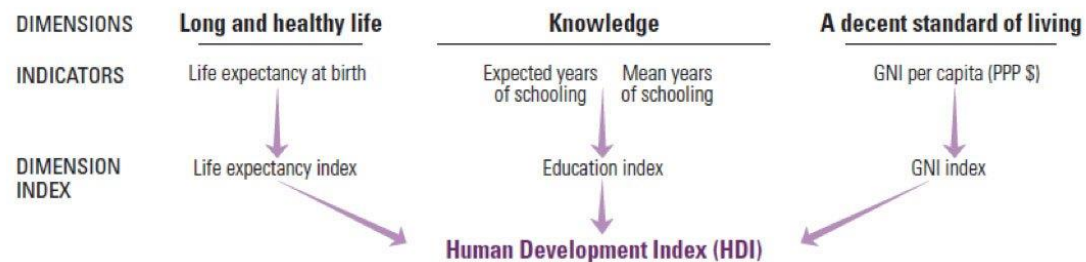 DIMENSIONS Long and healthy life Knowledge A decent standard of living
INDICATORS Life expectancy at birth Expected years of schooling Mean years of schooling GNI per capita (PPP $)
DIMENSION INDEX Life expectancy index Education index GNI index
Human Development Index (HDI)